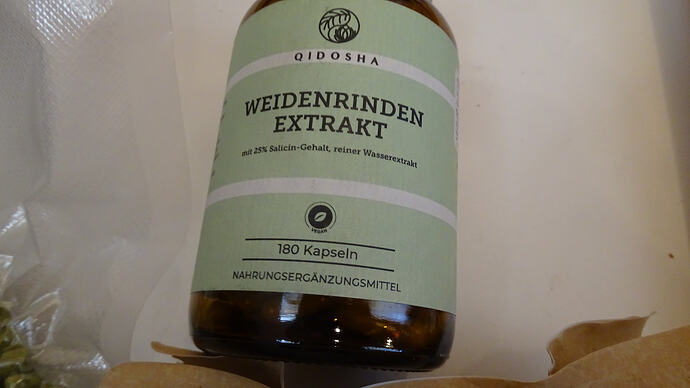 QIDOSHA
WEIDENRINDEN
EXTRAKT
mit 25% Salicin-Gehalt, reiner Wasserextrakt
VEGAN
180 Kapseln
NAHRUNGSERGÄNZUNGSMITTEL